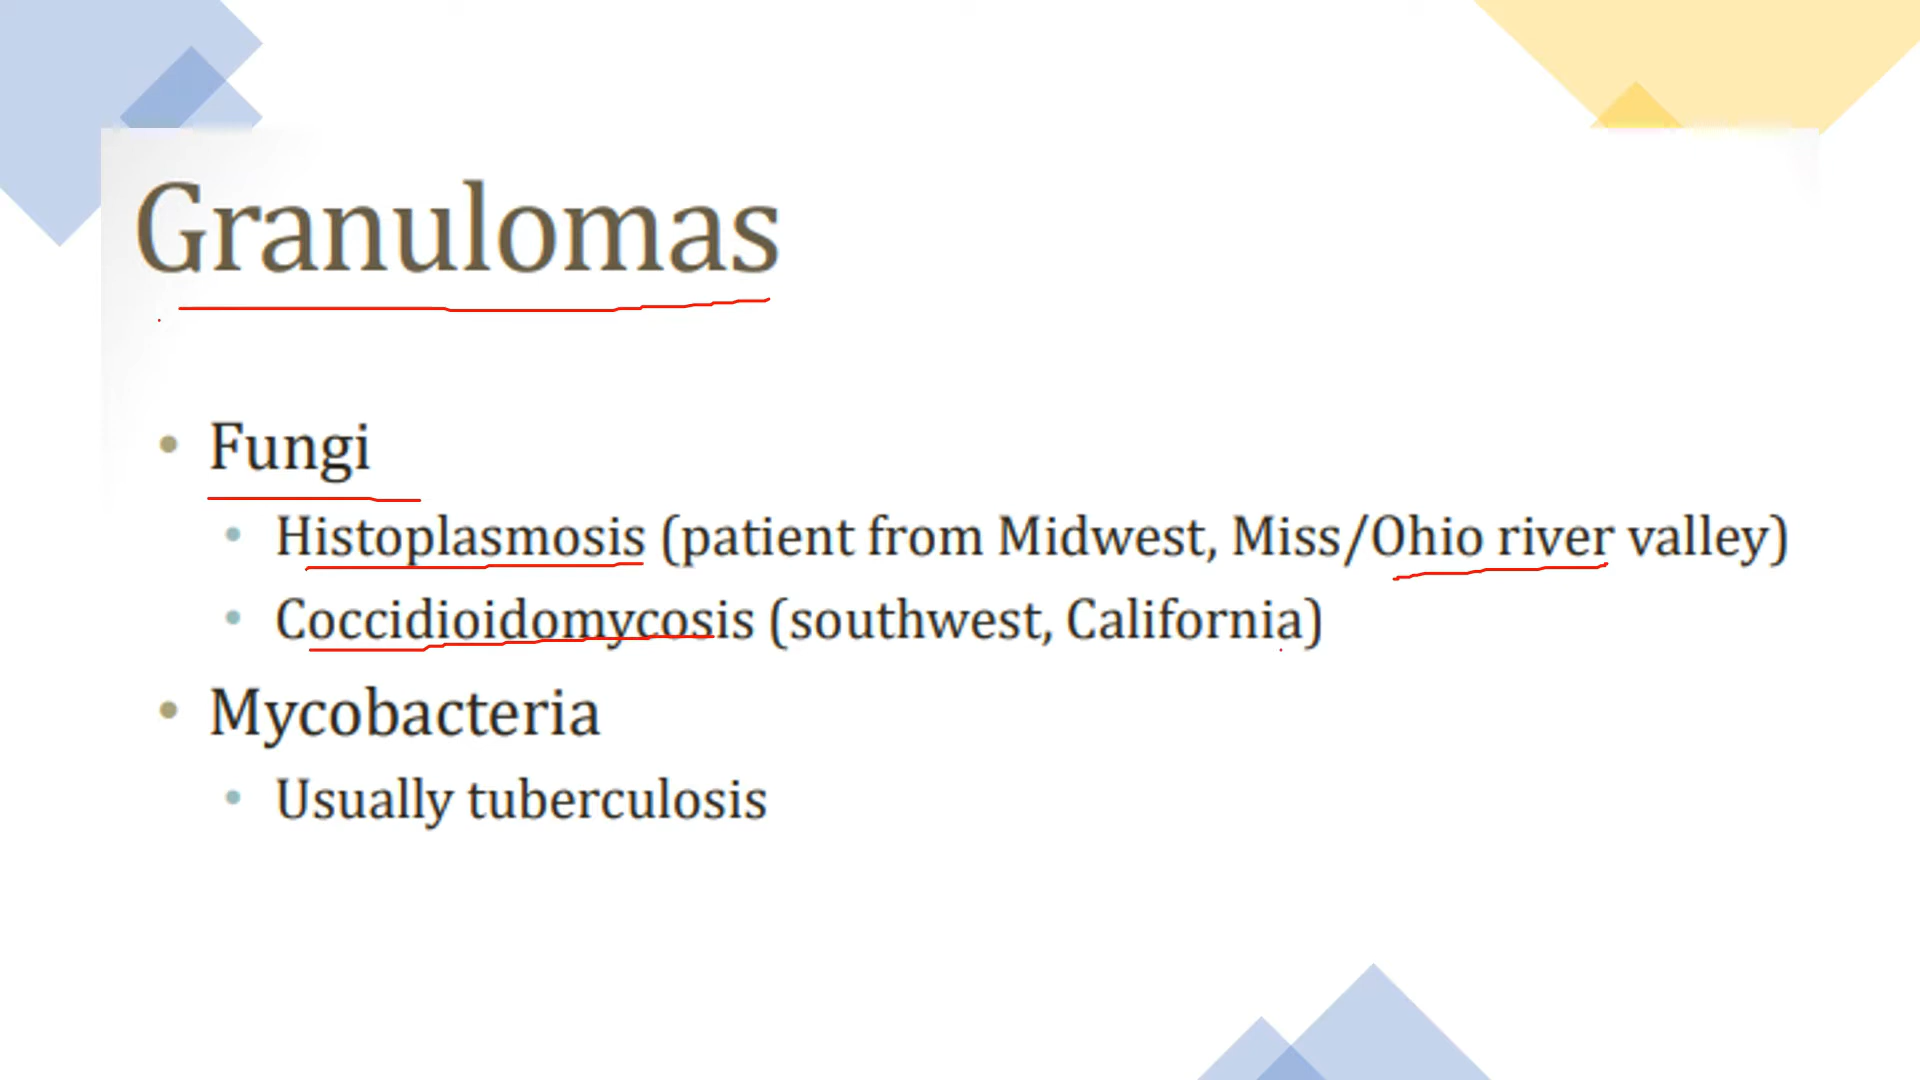 Granulomas
• Fungi
• Histoplasmosis (patient from Midwest, Miss/Ohio river valley)
• Coccidioidomycosis (southwest, California)
• Mycobacteria
• Usually tuberculosis